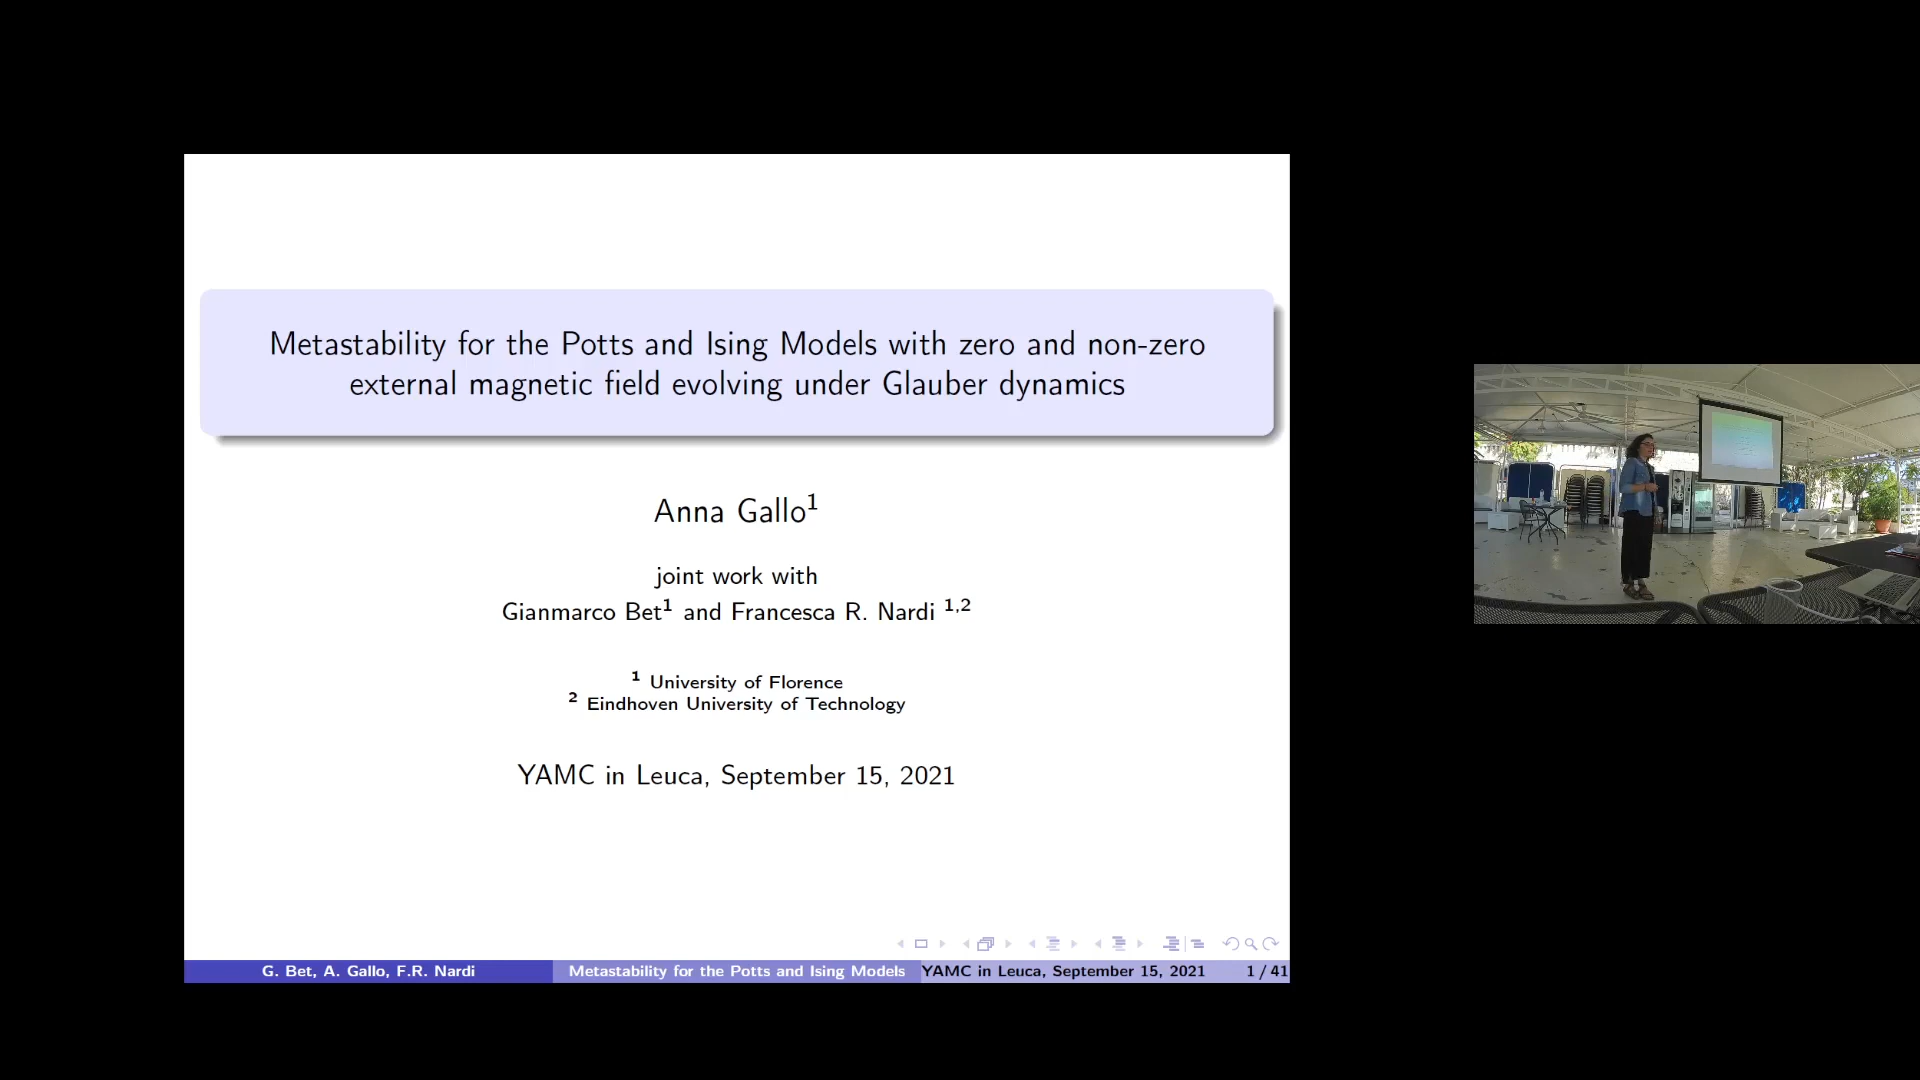 Metastability for the Potts and Ising Models with zero and non-zero
external magnetic field evolving under Glauber dynamics
Anna Gallo¹
joint work with
Gianmarco Bet¹ and Francesca R. Nardi ¹,²
¹ University of Florence
² Eindhoven University of Technology
YAMC in Leuca, September 15, 2021
G. Bet, A. Gallo, F.R. Nardi Metastability for the Potts and Ising Models YAMC in Leuca, September 15, 2021 1 / 41